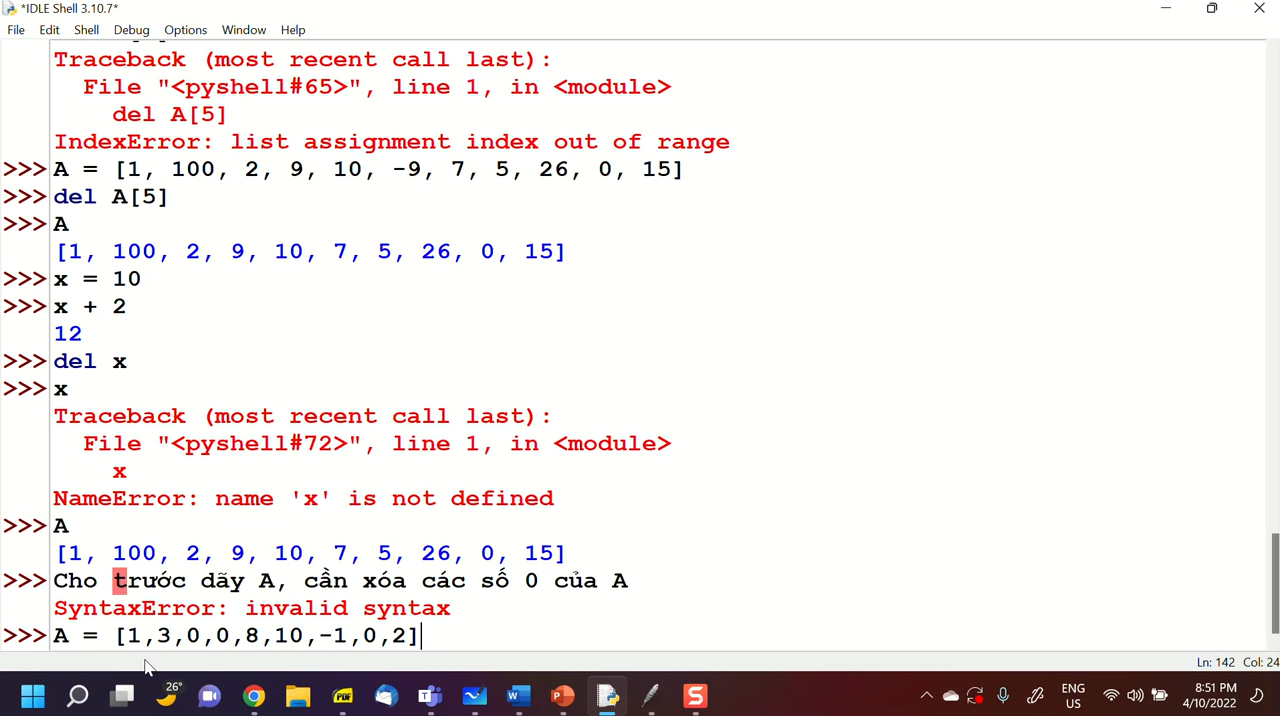 *IDLE Shell 3.10.7*
File Edit Shell Debug Options Window Help
Traceback (most recent call last):
File "<pyshell#65>", line 1, in <module>
del A[5]
IndexError: list assignment index out of range
>>> A = [1, 100, 2, 9, 10, -9, 7, 5, 26, 0, 15]
>>> del A[5]
>>> A
[1, 100, 2, 9, 10, 7, 5, 26, 0, 15]
>>> x = 10
>>> x + 2
12
>>> del x
>>> x
Traceback (most recent call last):
File "<pyshell#72>", line 1, in <module>
x
NameError: name 'x' is not defined
>>> A
[1, 100, 2, 9, 10, 7, 5, 26, 0, 15]
>>> Cho trước dãy A, cần xóa các số 0 của A
SyntaxError: invalid syntax
>>> A = [1,3,0,0,8,10,-1,0,2]
Ln: 142 Col: 24
26°
PDF
W
P
S
ENG
US
8:51 PM
4/10/2022